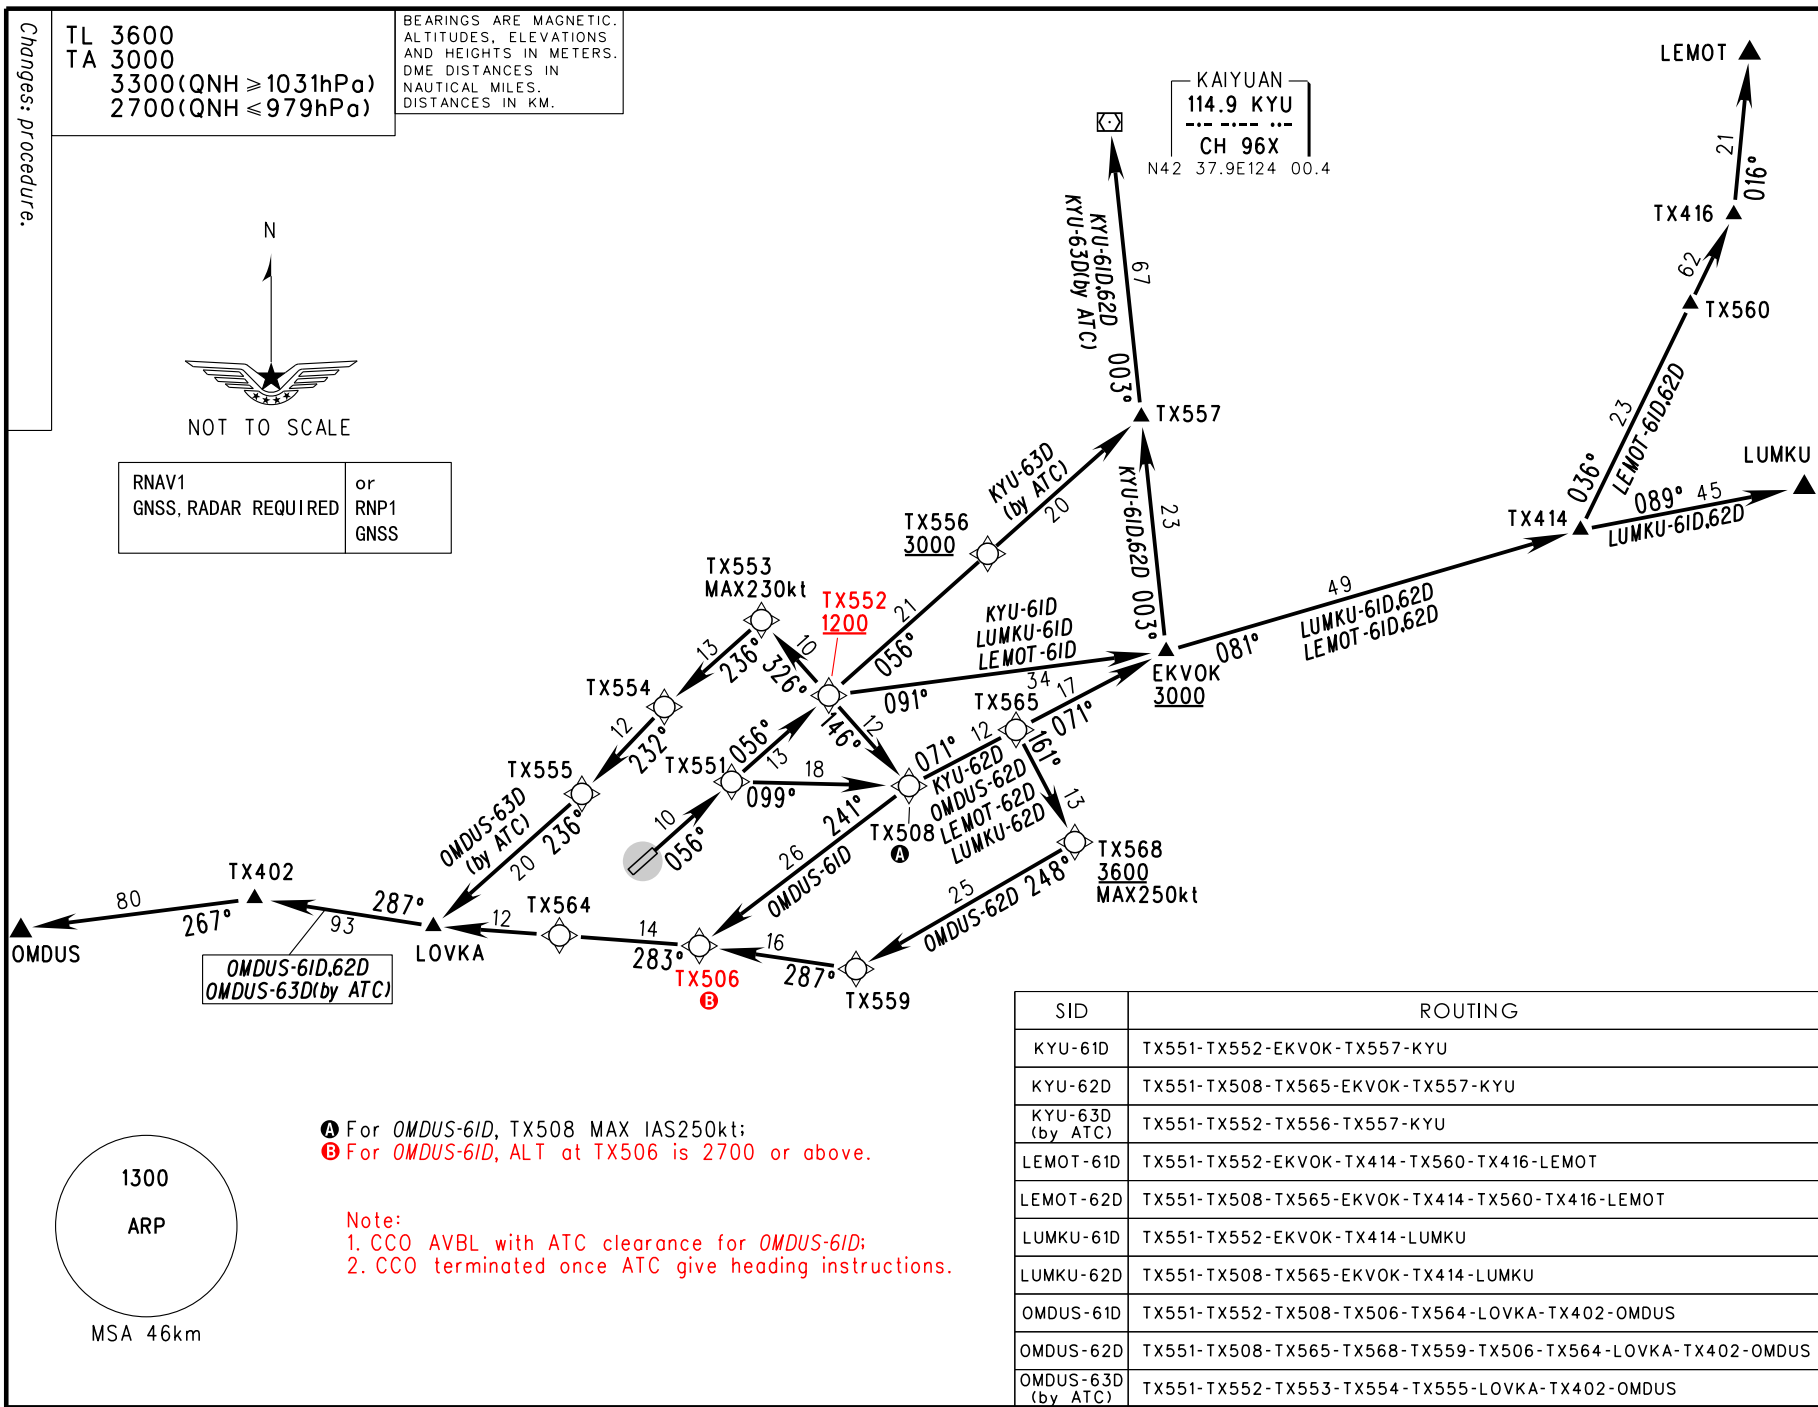 Changes: procedure.
TL 3600
TA 3000
3300(QNH ≥ 1031hPa)
2700(QNH ≤ 979hPa)
BEARINGS ARE MAGNETIC.
ALTITUDES, ELEVATIONS
AND HEIGHTS IN METERS.
DME DISTANCES IN
NAUTICAL MILES.
DISTANCES IN KM.
N
NOT TO SCALE
RNAV1
GNSS, RADAR REQUIRED
or
RNP1
GNSS
KAIYUAN
114.9 KYU
CH 96X
N42 37.9E124 00.4
LEMOT
21
016°
TX416
62
TX560
23
LEMOT-61D,62D
036°
LUMKU
089° 45
LUMKU-61D,62D
TX414
KYU-61D,62D
KYU-63D(by ATC)
67
003°
TX557
KYU-63D
(by ATC)
20
KYU-61D,62D
23
003°
TX556
3000
21
056°
49
LUMKU-61D,62D
LEMOT-61D,62D
081°
KYU-61D
LUMKU-61D
LEMOT-61D
34
091°
EKVOK
3000
TX553
MAX230kt
TX552
1200
10
326°
13
236°
TX554
12
232°
TX555
OMDUS-63D
(by ATC)
20
236°
TX551
056°
13
10
056°
18
099°
12
146°
TX565
17
071°
12
071°
KYU-62D
OMDUS-62D
LEMOT-62D
LUMKU-62D
TX508
A
161°
13
TX568
3600
MAX250kt
25
OMDUS-62D 248°
241°
26
OMDUS-61D
TX402
80
267°
OMDUS
287°
93
LOVKA
OMDUS-61D,62D
OMDUS-63D(by ATC)
12
TX564
14
283°
TX506
B
16
287°
TX559
A For OMDUS-61D, TX508 MAX IAS250kt;
B For OMDUS-61D, ALT at TX506 is 2700 or above.
Note:
1. CCO AVBL with ATC clearance for OMDUS-61D;
2. CCO terminated once ATC give heading instructions.
1300
ARP
MSA 46km
SID ROUTING
KYU-61D TX551-TX552-EKVOK-TX557-KYU
KYU-62D TX551-TX508-TX565-EKVOK-TX557-KYU
KYU-63D
(by ATC) TX551-TX552-TX556-TX557-KYU
LEMOT-61D TX551-TX552-EKVOK-TX414-TX560-TX416-LEMOT
LEMOT-62D TX551-TX508-TX565-EKVOK-TX414-TX560-TX416-LEMOT
LUMKU-61D TX551-TX552-EKVOK-TX414-LUMKU
LUMKU-62D TX551-TX508-TX565-EKVOK-TX414-LUMKU
OMDUS-61D TX551-TX552-TX508-TX506-TX564-LOVKA-TX402-OMDUS
OMDUS-62D TX551-TX508-TX565-TX568-TX559-TX506-TX564-LOVKA-TX402-OMDUS
OMDUS-63D
(by ATC) TX551-TX552-TX553-TX554-TX555-LOVKA-TX402-OMDUS